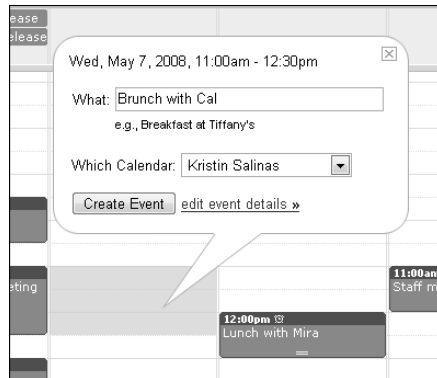 ease
elease
Wed, May 7, 2008, 11:00am - 12:30pm
What: Brunch with Cal
e.g., Breakfast at Tiffany's
Which Calendar: Kristin Salinas
Create Event edit event details »
eting
11:00am
Staff m
12:00pm
Lunch with Mira